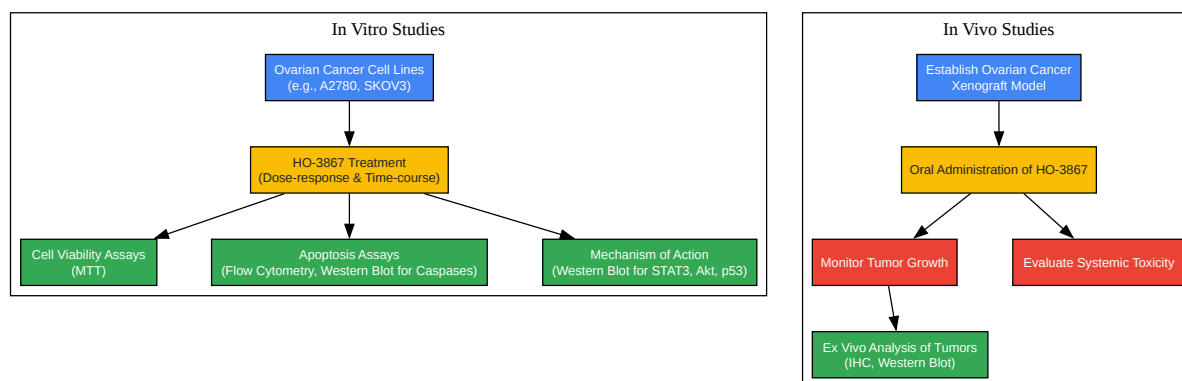 In Vitro Studies
Ovarian Cancer Cell Lines
(e.g., A2780, SKOV3)
HO-3867 Treatment
(Dose-response & Time-course)
Cell Viability Assays
(MTT)
Apoptosis Assays
(Flow Cytometry, Western Blot for Caspases)
Mechanism of Action
(Western Blot for STAT3, Akt, p53)
In Vivo Studies
Establish Ovarian Cancer
Xenograft Model
Oral Administration of HO-3867
Monitor Tumor Growth
Evaluate Systemic Toxicity
Ex Vivo Analysis of Tumors
(IHC, Western Blot)